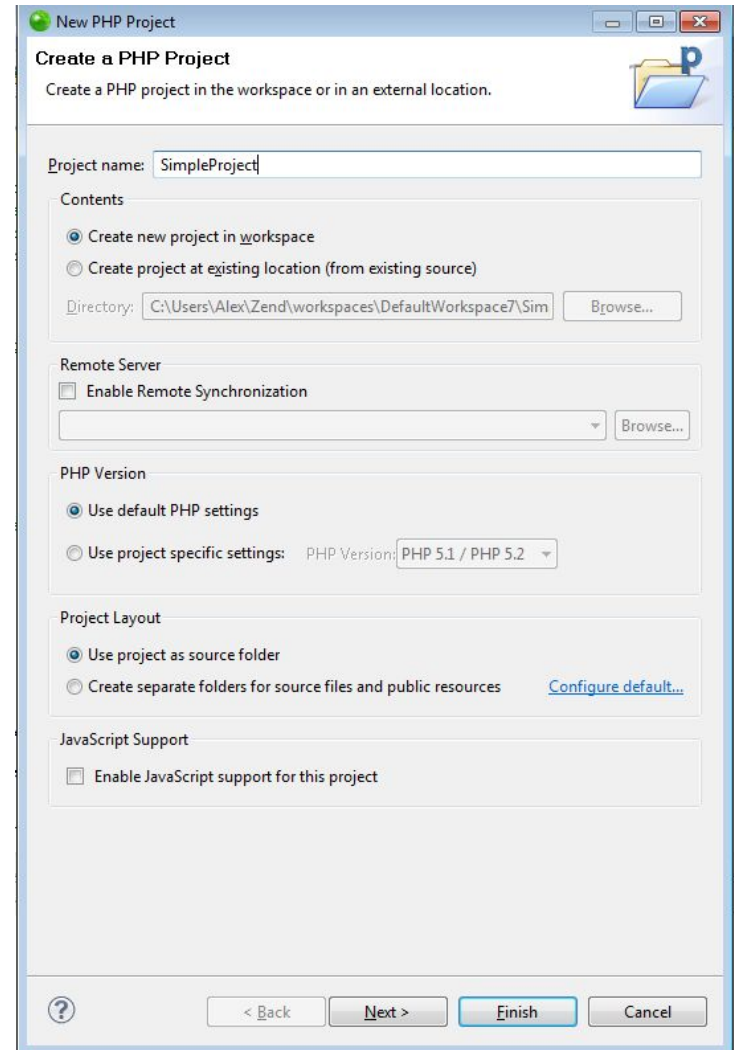 New PHP Project
Create a PHP Project
Create a PHP project in the workspace or in an external location.
p
Project name: SimpleProject
Contents
Create new project in workspace
Create project at existing location (from existing source)
Directory: C:\Users\Alex\Zend\workspaces\DefaultWorkspace7\Sim Browse...
Remote Server
Enable Remote Synchronization
Browse...
PHP Version
Use default PHP settings
Use project specific settings: PHP Version: PHP 5.1 / PHP 5.2
Project Layout
Use project as source folder
Create separate folders for source files and public resources Configure default...
JavaScript Support
Enable JavaScript support for this project
? < Back Next > Finish Cancel